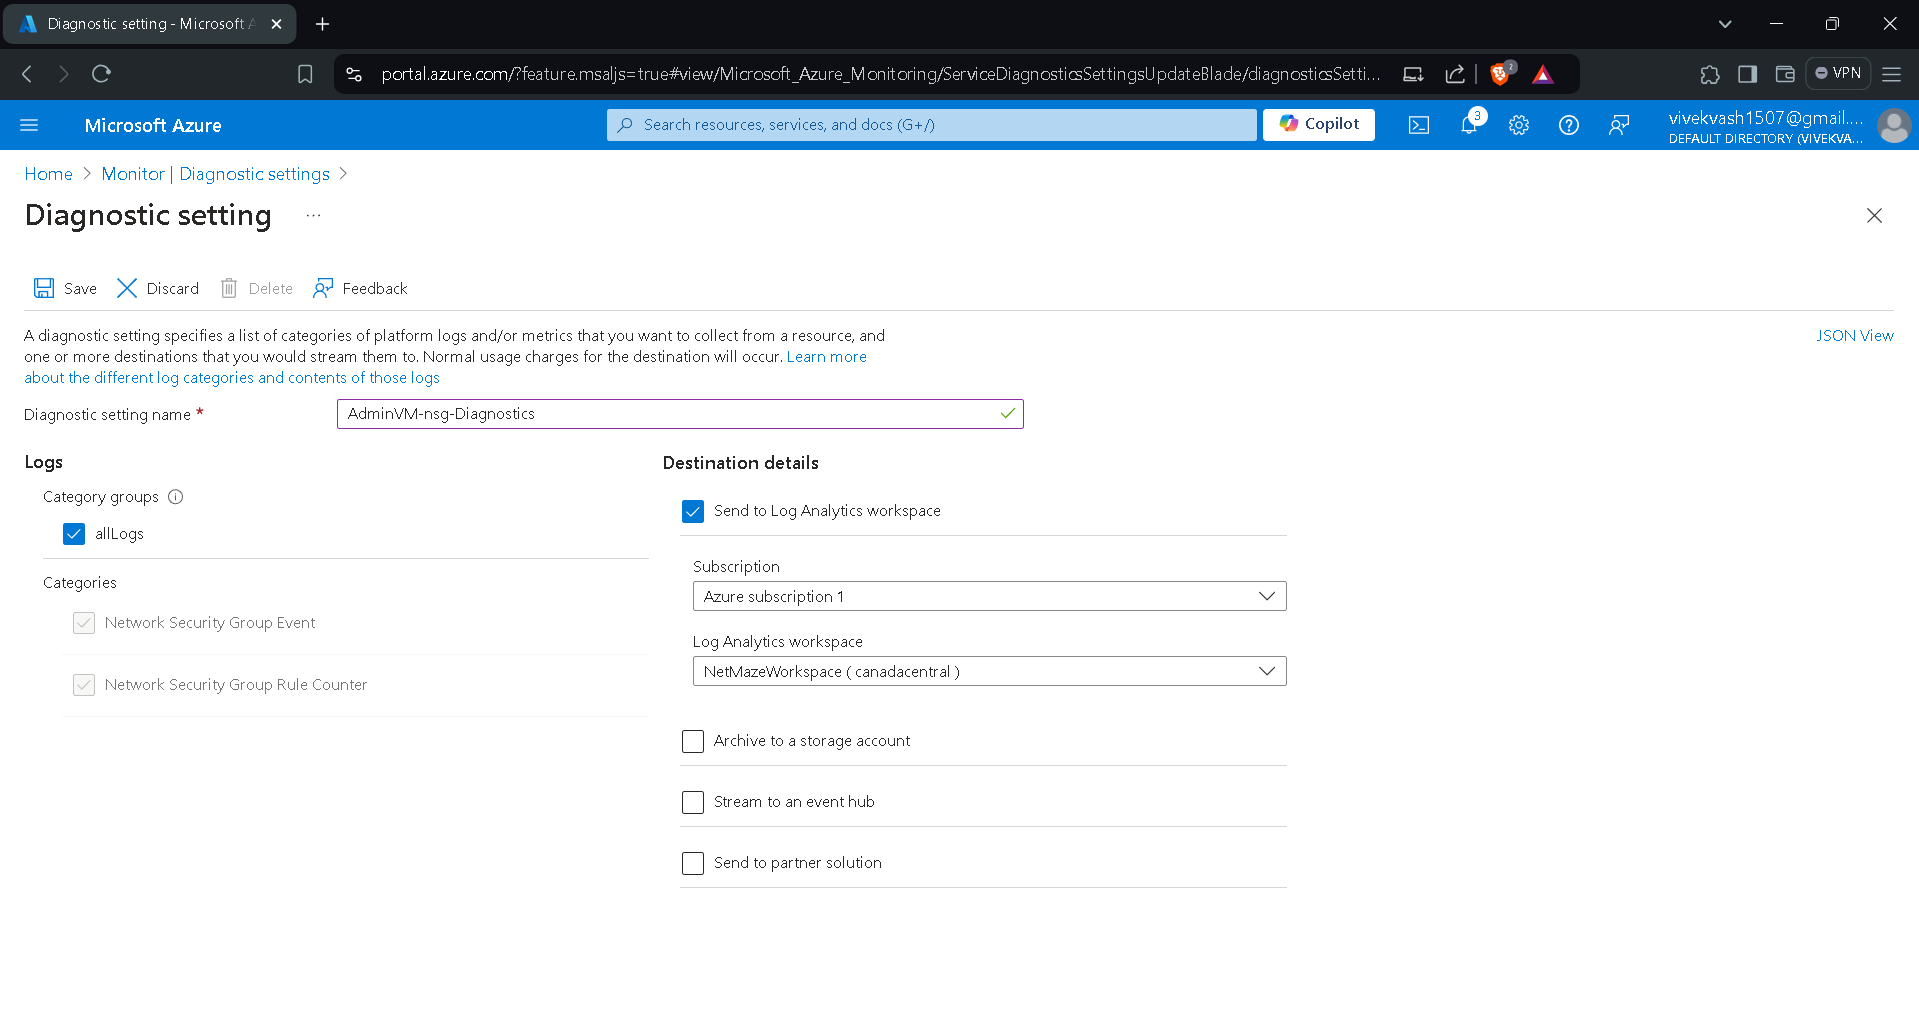 Diagnostic setting - Microsoft A
portal.azure.com/?feature.msaljs=true#view/Microsoft_Azure_Monitoring/ServiceDiagnosticsSettingsUpdateBlade/diagnosticsSetti...
2
VPN
Microsoft Azure
Search resources, services, and docs (G+/)
Copilot
3
vivekvash1507@gmail....
DEFAULT DIRECTORY (VIVEKVA...
Home > Monitor | Diagnostic settings >
Diagnostic setting ...
Save
Discard
Delete
Feedback
A diagnostic setting specifies a list of categories of platform logs and/or metrics that you want to collect from a resource, and
one or more destinations that you would stream them to. Normal usage charges for the destination will occur. Learn more
about the different log categories and contents of those logs
JSON View
Diagnostic setting name *
AdminVM-nsg-Diagnostics
Logs
Category groups
allLogs
Categories
Network Security Group Event
Network Security Group Rule Counter
Destination details
Send to Log Analytics workspace
Subscription
Azure subscription 1
Log Analytics workspace
NetMazeWorkspace ( canadacentral )
Archive to a storage account
Stream to an event hub
Send to partner solution